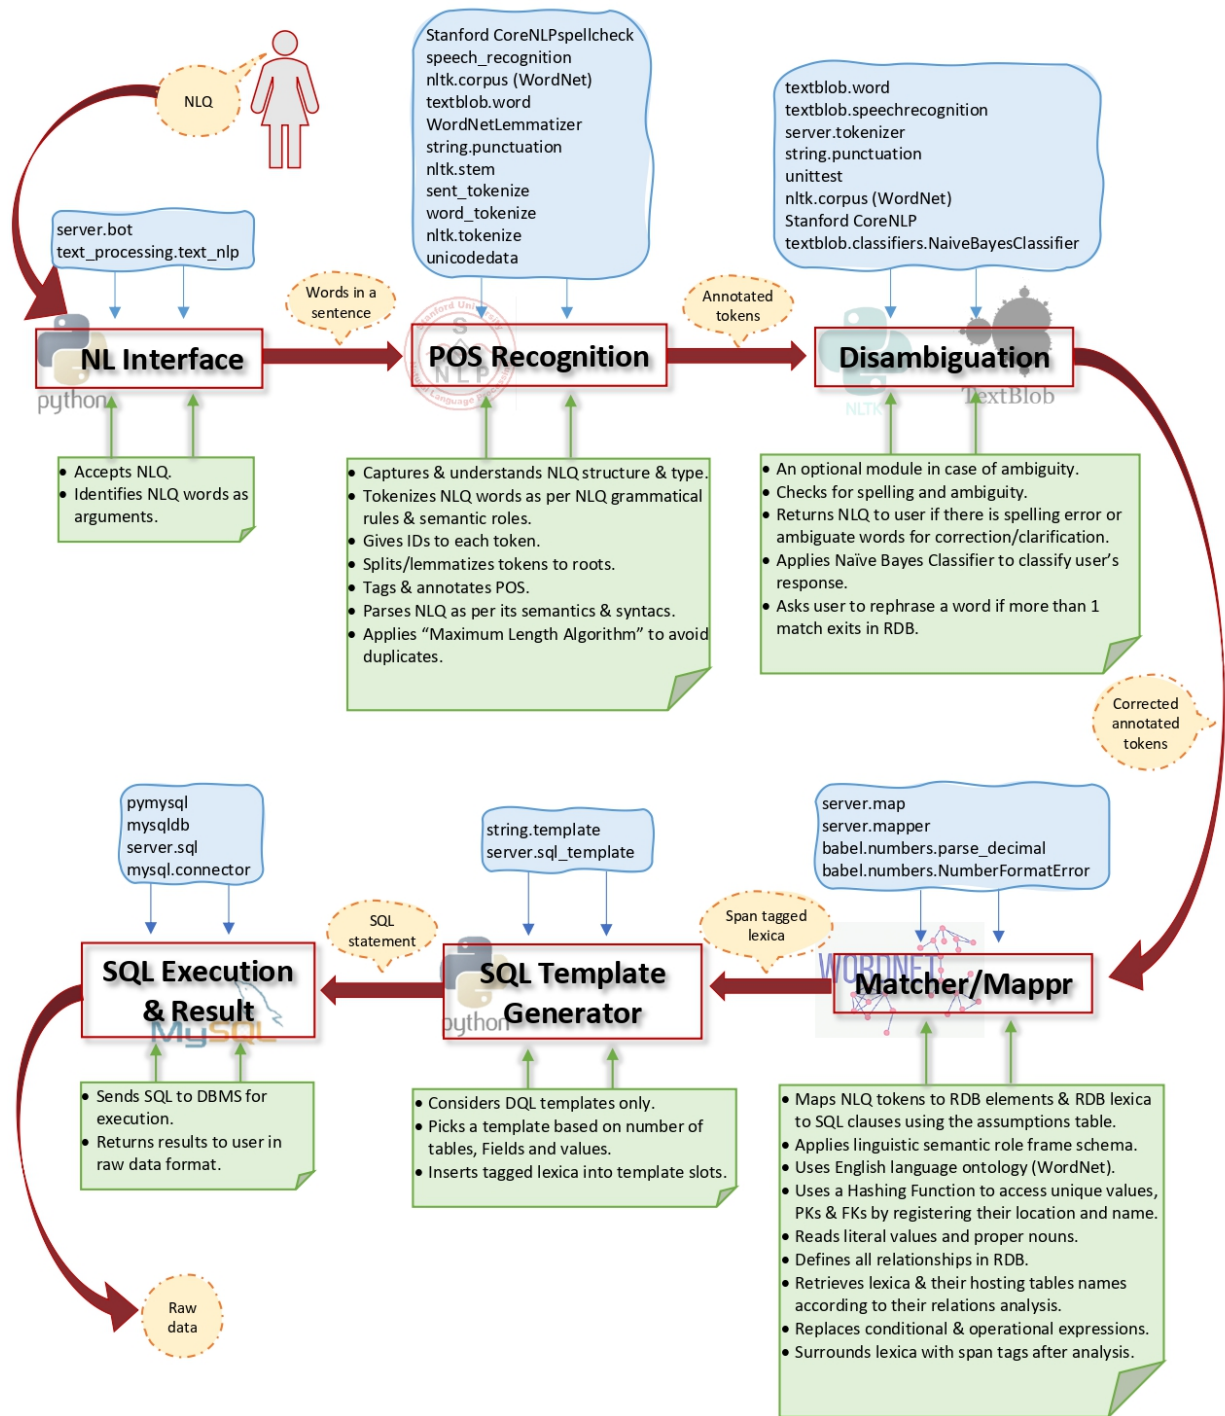 NLQ
server.bot
text_processing.text_nlp
NL Interface
python
• Accepts NLQ.
• Identifies NLQ words as
arguments.
Words in a
sentence
Stanford CoreNLPspellcheck
speech_recognition
nltk.corpus (WordNet)
textblob.word
WordNetLemmatizer
string.punctuation
nltk.stem
sent_tokenize
word_tokenize
nltk.tokenize
unicodedata
Stanford University
S
N L P
POS Recognition
• Captures & understands NLQ structure & type.
• Tokenizes NLQ words as per NLQ grammatical
rules & semantic roles.
• Gives IDs to each token.
• Splits/lemmatizes tokens to roots.
• Tags & annotates POS.
• Parses NLQ as per its semantics & syntacs.
• Applies “Maximum Length Algorithm” to avoid
duplicates.
Annotated
tokens
textblob.word
textblob.speechrecognition
server.tokenizer
string.punctuation
unittest
nltk.corpus (WordNet)
Stanford CoreNLP
textblob.classifiers.NaiveBayesClassifier
Disambiguation
NLTK
TextBlob
• An optional module in case of ambiguity.
• Checks for spelling and ambiguity.
• Returns NLQ to user if there is spelling error or
ambiguate words for correction/clarification.
• Applies Naïve Bayes Classifier to classify user’s
response.
• Asks user to rephrase a word if more than 1
match exits in RDB.
Corrected
annotated
tokens
server.map
server.mapper
babel.numbers.parse_decimal
babel.numbers.NumberFormatError
WORDNET
Matcher/Mappr
• Maps NLQ tokens to RDB elements & RDB lexica
to SQL clauses using the assumptions table.
• Applies linguistic semantic role frame schema.
• Uses English language ontology (WordNet).
• Uses a Hashing Function to access unique values,
PKs & FKs by registering their location and name.
• Reads literal values and proper nouns.
• Defines all relationships in RDB.
• Retrieves lexica & their hosting tables names
according to their relations analysis.
• Replaces conditional & operational expressions.
• Surrounds lexica with span tags after analysis.
Span tagged
lexica
string.template
server.sql_template
SQL Template
Generator
python
• Considers DQL templates only.
• Picks a template based on number of
tables, Fields and values.
• Inserts tagged lexica into template slots.
SQL
statement
pymysql
mysqldb
server.sql
mysql.connector
SQL Execution
& Result
MySQL
• Sends SQL to DBMS for
execution.
• Returns results to user in
raw data format.
Raw
data